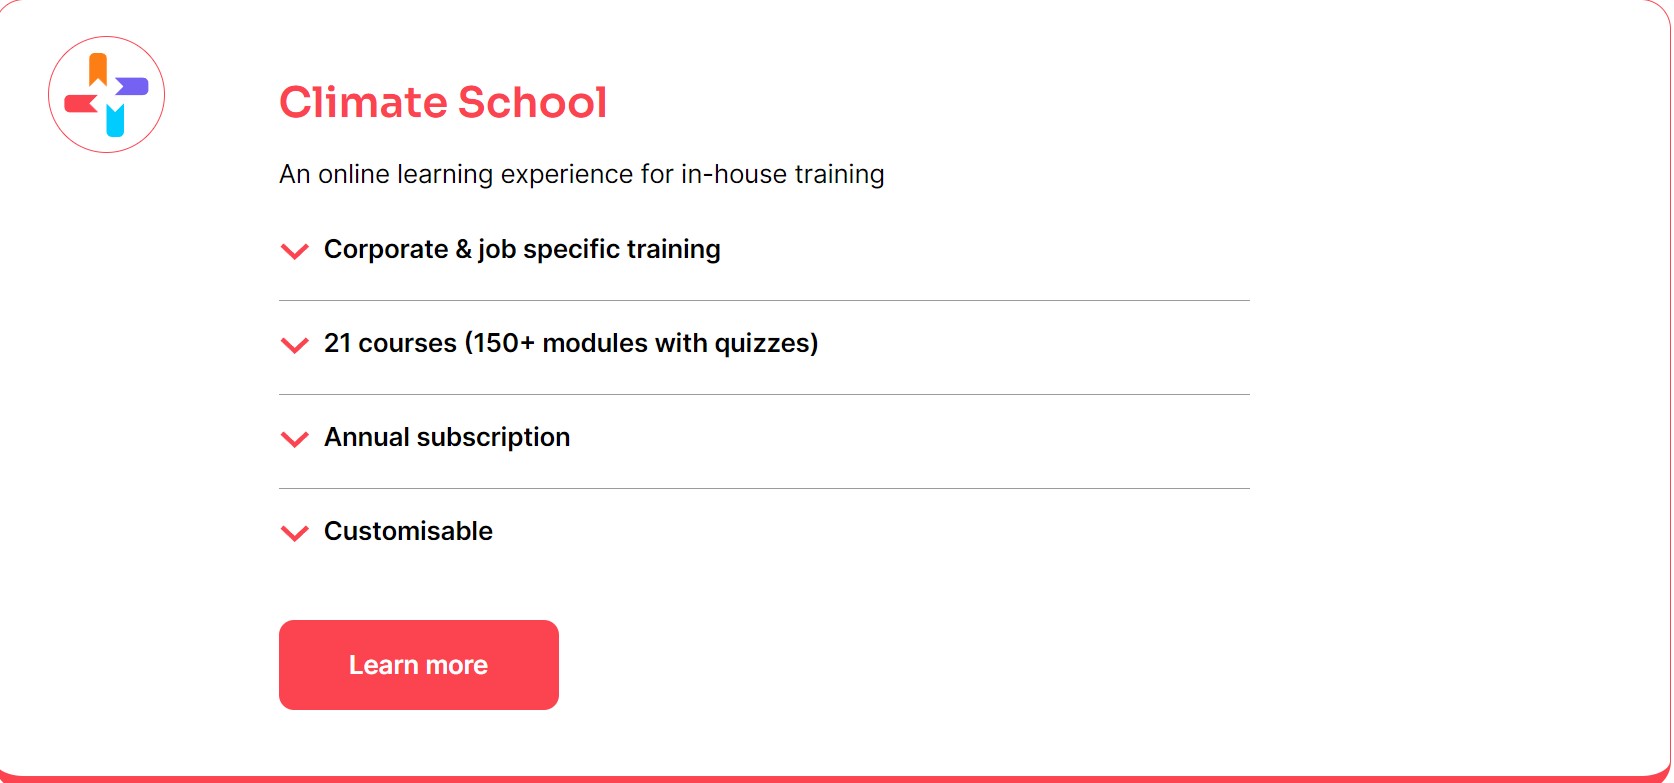 Climate School
An online learning experience for in-house training
Corporate & job specific training
21 courses (150+ modules with quizzes)
Annual subscription
Customisable
Learn more